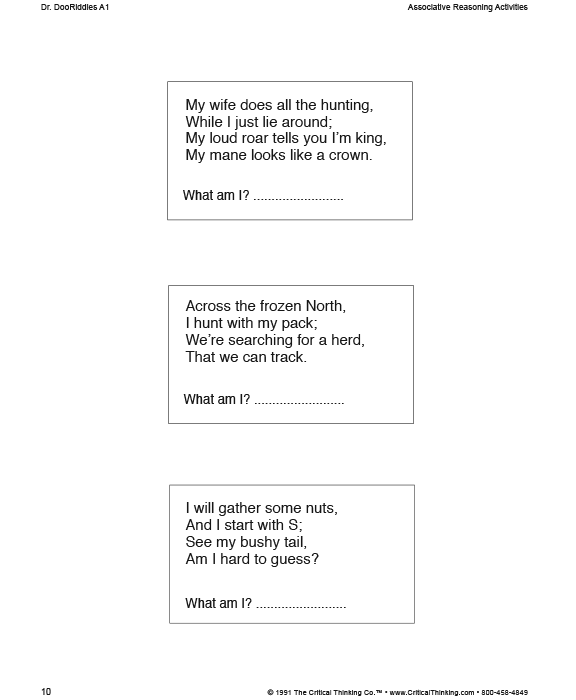 Dr. DooRiddles A1 Associative Reasoning Activities
My wife does all the hunting,
While I just lie around;
My loud roar tells you I'm king,
My mane looks like a crown.
What am I? .........................
Across the frozen North,
I hunt with my pack;
We're searching for a herd,
That we can track.
What am I? .........................
I will gather some nuts,
And I start with S;
See my bushy tail,
Am I hard to guess?
What am I? .........................
10 © 1991 The Critical Thinking Co.™ • www.CriticalThinking.com • 800-458-4849